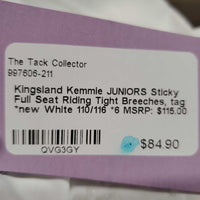 The Tack Collector
997606-211
Kingsland Kemmie JUNIORS Sticky
Full Seat Riding Tight Breeches, tag
*new White 110/116 *6 MSRP: $115.00
$84.90
QVG3GY